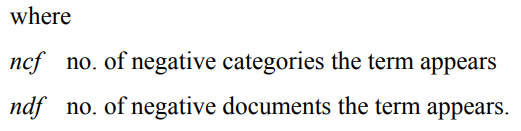 where
ncf no. of negative categories the term appears
ndf no. of negative documents the term appears.